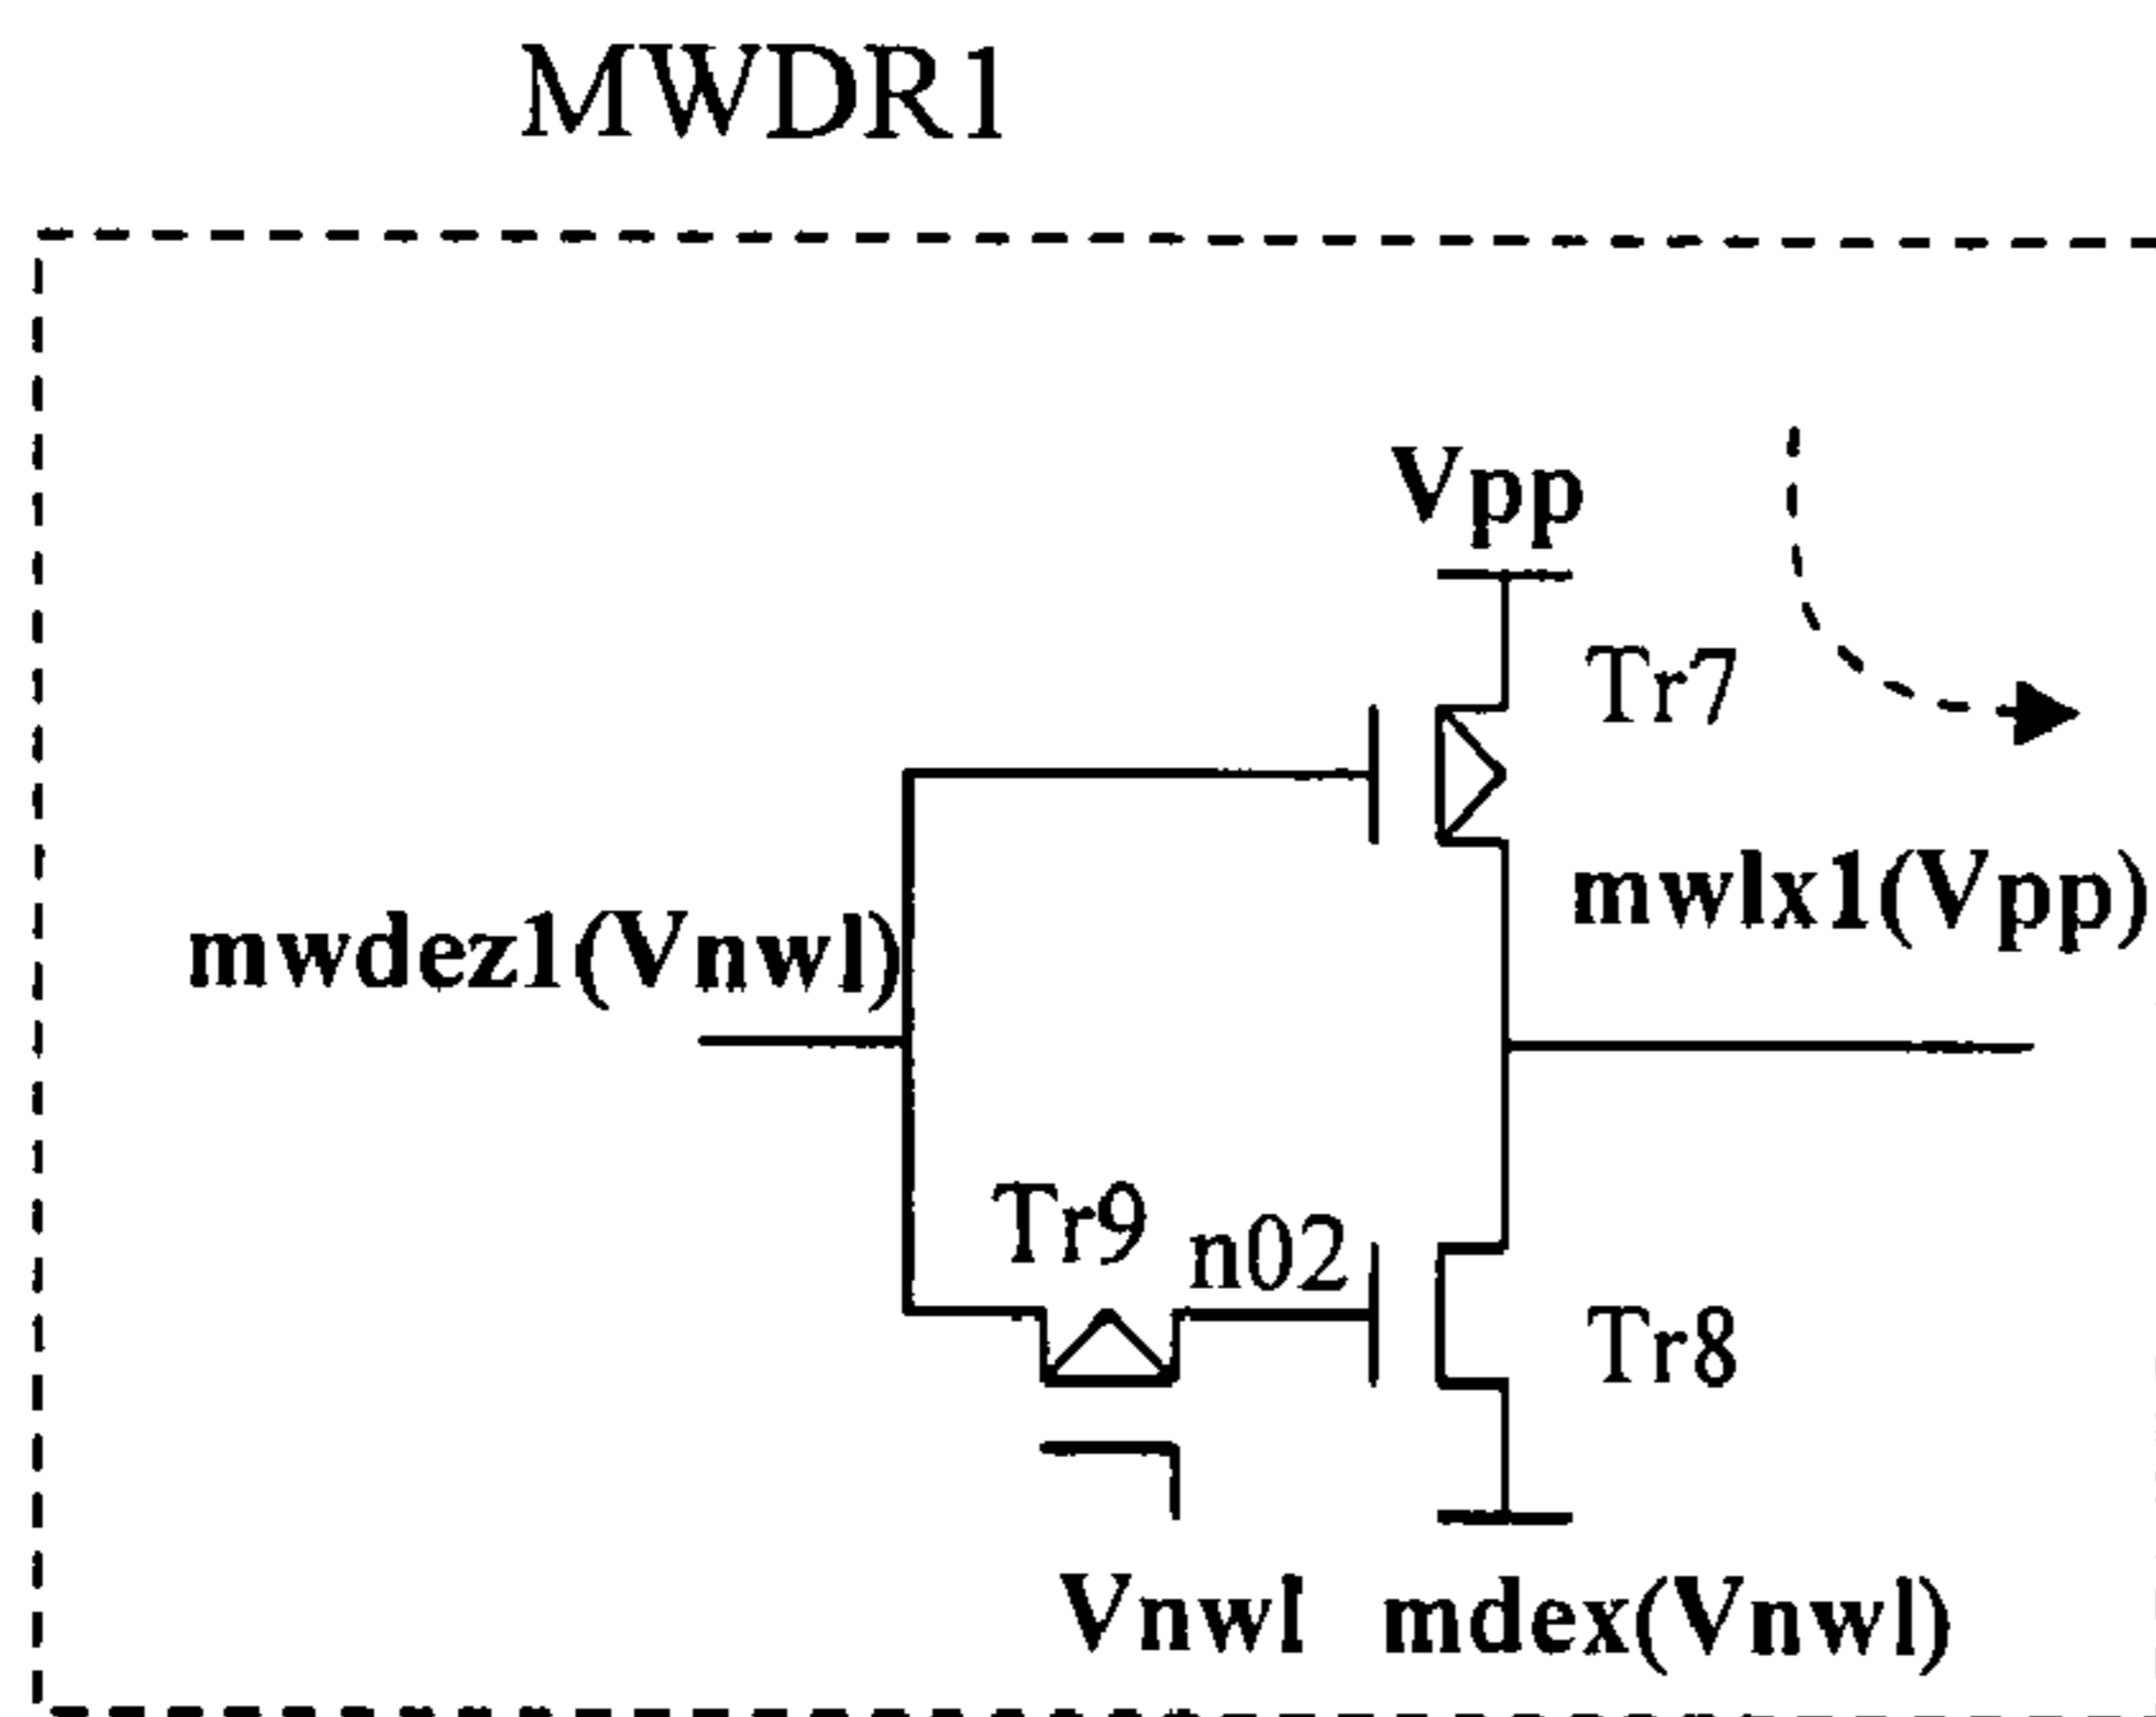 MWDR1
Vpp
Tr7
mwlx1(Vpp)
mwdez1(Vnwl)
Tr9
n02
Tr8
Vnwl
mdex(Vnwl)